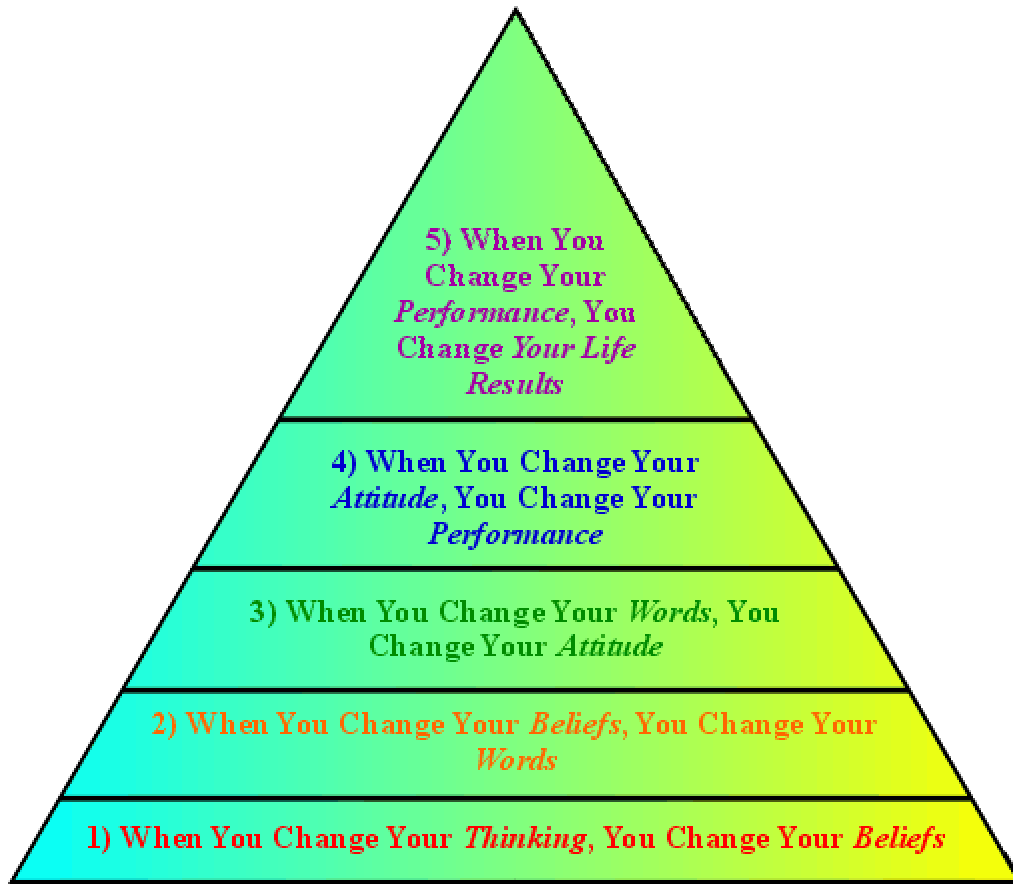 5) When You
Change Your
Performance, You
Change Your Life
Results
4) When You Change Your
Attitude, You Change Your
Performance
3) When You Change Your Words, You
Change Your Attitude
2) When You Change Your Beliefs, You Change Your
Words
1) When You Change Your Thinking, You Change Your Beliefs